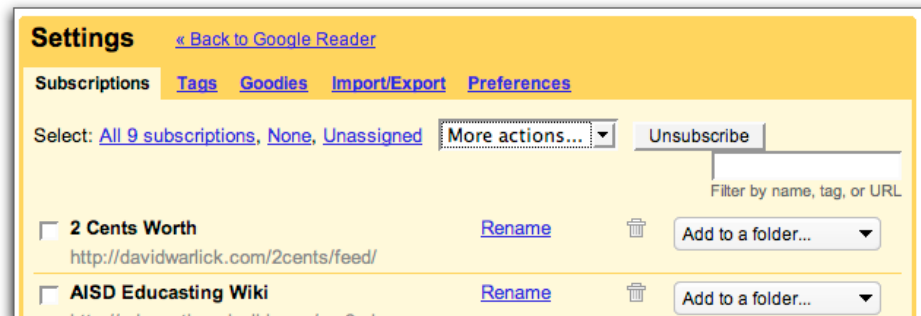 Settings « Back to Google Reader
Subscriptions Tags Goodies Import/Export Preferences
Select: All 9 subscriptions, None, Unassigned More actions... Unsubscribe
Filter by name, tag, or URL
2 Cents Worth Rename Add to a folder...
http://davidwarlick.com/2cents/feed/
AISD Educasting Wiki Rename Add to a folder...